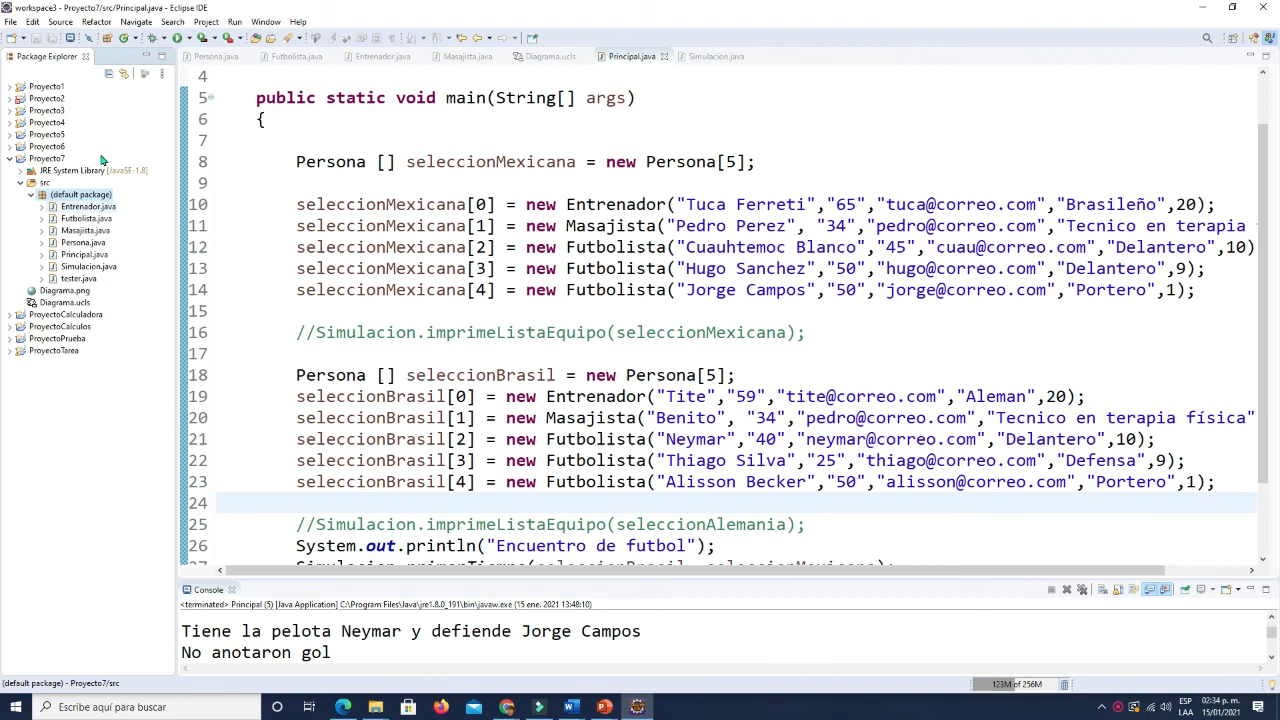 workspace3 - Proyecto7/src/Principal.java - Eclipse IDE
File Edit Source Refactor Navigate Search Project Run Window Help
Package Explorer
Persona.java Futbolista.java Entrenador.java Masajista.java Diagrama.ucls Principal.java Simulacion.java
Proyecto1
Proyecto2
Proyecto3
Proyecto4
Proyecto5
Proyecto6
Proyecto7
JRE System Library [JavaSE-1.8]
src
(default package)
Entrenador.java
Futbolista.java
Masajista.java
Persona.java
Principal.java
Simulacion.java
tester.java
Diagrama.png
Diagrama.ucls
ProyectoCalculadora
ProyectoCalculos
ProyectoPrueba
ProyectoTarea
4
5 public static void main(String[] args)
6 {
7
8 Persona [] seleccionMexicana = new Persona[5];
9
10 seleccionMexicana[0] = new Entrenador("Tuca Ferreti","65","tuca@correo.com","Brasileño",20);
11 seleccionMexicana[1] = new Masajista("Pedro Perez", "34","pedro@correo.com","Tecnico en terapia
12 seleccionMexicana[2] = new Futbolista("Cuauhtemoc Blanco","45","cuau@correo.com","Delantero",10)
13 seleccionMexicana[3] = new Futbolista("Hugo Sanchez","50","hugo@correo.com","Delantero",9);
14 seleccionMexicana[4] = new Futbolista("Jorge Campos","50","jorge@correo.com","Portero",1);
15
16 //Simulacion.imprimeListaEquipo(seleccionMexicana);
17
18 Persona [] seleccionBrasil = new Persona[5];
19 seleccionBrasil[0] = new Entrenador("Tite","59","tite@correo.com","Aleman",20);
20 seleccionBrasil[1] = new Masajista("Benito", "34","pedro@correo.com","Tecnico en terapia física"
21 seleccionBrasil[2] = new Futbolista("Neymar","40","neymar@correo.com","Delantero",10);
22 seleccionBrasil[3] = new Futbolista("Thiago Silva","25","thiago@correo.com","Defensa",9);
23 seleccionBrasil[4] = new Futbolista("Alisson Becker","50","alisson@correo.com","Portero",1);
24
25 //Simulacion.imprimeListaEquipo(seleccionAlemania);
26 System.out.println("Encuentro de futbol");
27 Simulacion.primerTiempo(seleccionBrasil, seleccionMexicana);
Console
<terminated> Principal (5) [Java Application] C:\Program Files\Java\jre1.8.0_191\bin\javaw.exe (15 ene. 2021 13:48:10)
Tiene la pelota Neymar y defiende Jorge Campos
No anotaron gol
(default package) - Proyecto7/src
123M of 256M
Escribe aquí para buscar
ESP 02:34 p. m.
LAA 15/01/2021